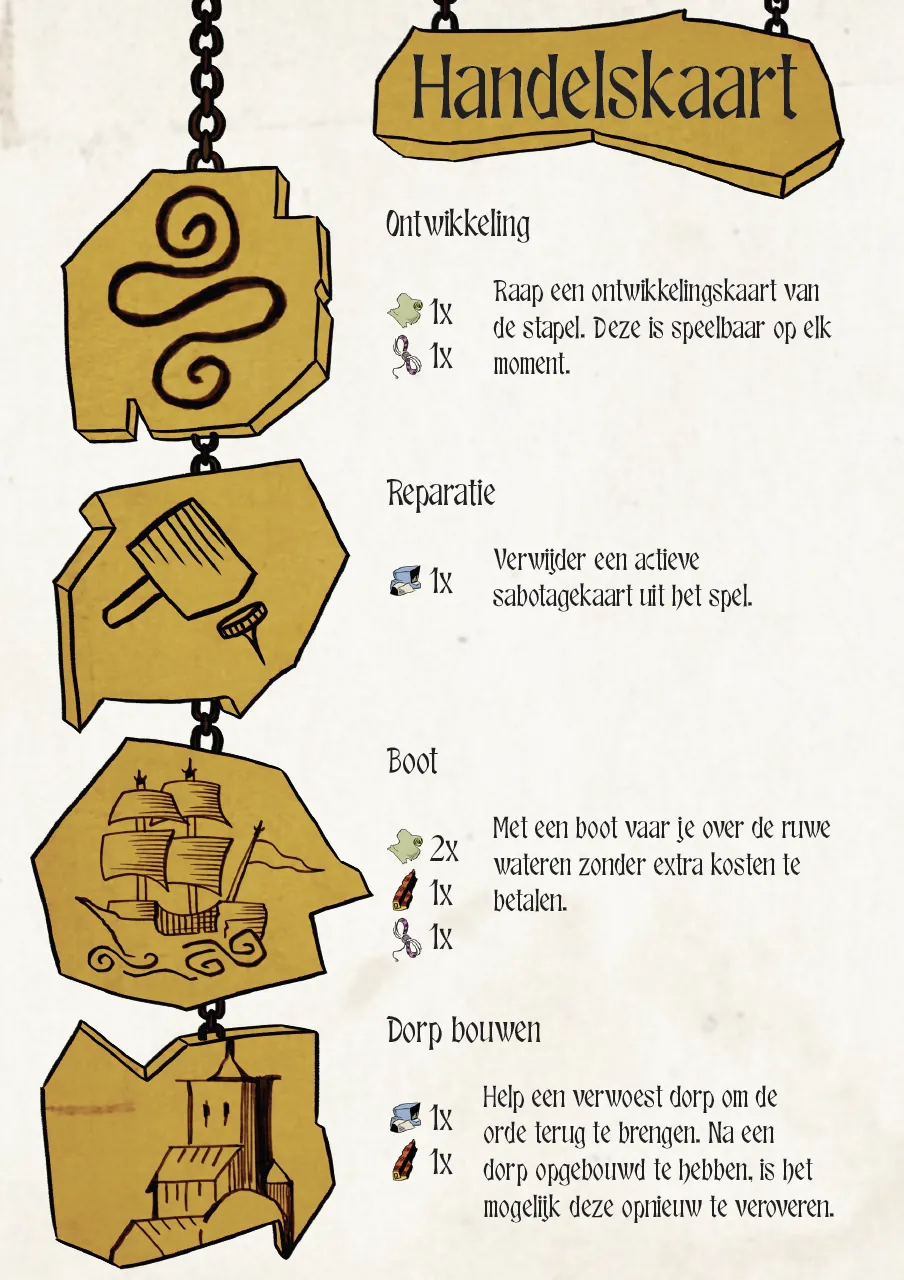 Handelskaart
Ontwikkeling
1x
1x
Raap een ontwikkelingskaart van
de stapel. Deze is speelbaar op elk
moment.
Reparatie
1x
Verwijder een actieve
sabotagekaart uit het spel.
Boot
2x
1x
1x
Met een boot vaar je over de ruwe
wateren zonder extra kosten te
betalen.
Dorp bouwen
1x
1x
Help een verwoest dorp om de
orde terug te brengen. Na een
dorp opgebouwd te hebben, is het
mogelijk deze opnieuw te veroveren.